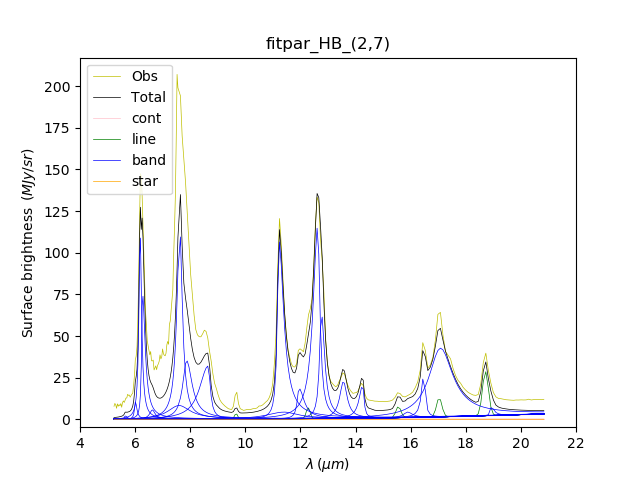 fitpar_HB_(2,7)
Surface brightness (MJy/sr)
200
175
150
125
100
75
50
25
0
Obs
Total
cont
line
band
star
4 6 8 10 12 14 16 18 20 22
λ (μm)